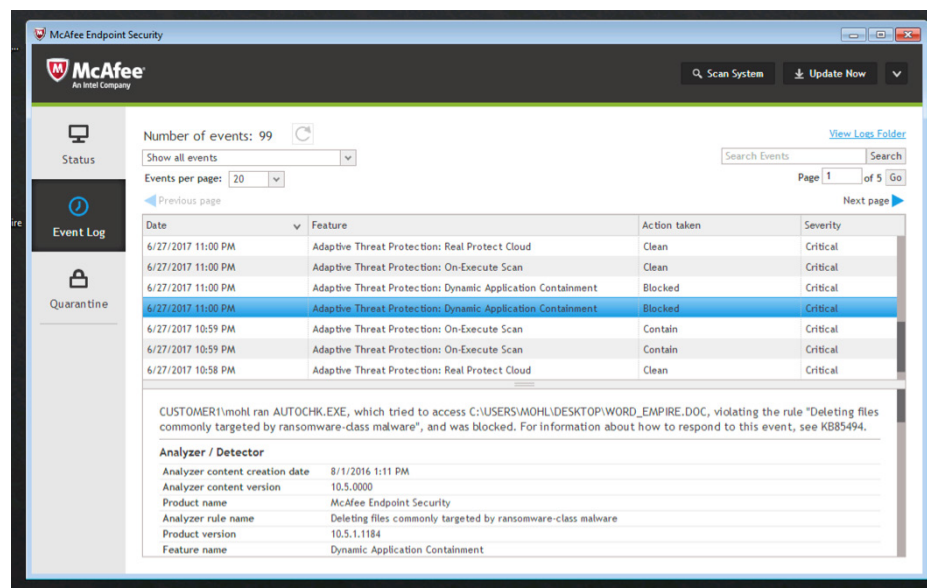 ...
McAfee Endpoint Security
McAfee
An Intel Company
Scan System
Update Now
Status
Event Log
Quarantine
ire
Number of events: 99
View Logs Folder
Show all events
Search Events
Search
Events per page: 20
Page 1 of 5 Go
Previous page
Next page
Date Feature Action taken Severity
6/27/2017 11:00 PM Adaptive Threat Protection: Real Protect Cloud Clean Critical
6/27/2017 11:00 PM Adaptive Threat Protection: On-Execute Scan Clean Critical
6/27/2017 11:00 PM Adaptive Threat Protection: Dynamic Application Containment Blocked Critical
6/27/2017 11:00 PM Adaptive Threat Protection: Dynamic Application Containment Blocked Critical
6/27/2017 10:59 PM Adaptive Threat Protection: On-Execute Scan Contain Critical
6/27/2017 10:59 PM Adaptive Threat Protection: On-Execute Scan Contain Critical
6/27/2017 10:58 PM Adaptive Threat Protection: Real Protect Cloud Clean Critical
CUSTOMER1\mohl ran AUTOCHK.EXE, which tried to access C:\USERS\MOHL\DESKTOP\WORD_EMPIRE.DOC, violating the rule "Deleting files
commonly targeted by ransomware-class malware", and was blocked. For information about how to respond to this event, see KB85494.
Analyzer / Detector
Analyzer content creation date 8/1/2016 1:11 PM
Analyzer content version 10.5.0000
Product name McAfee Endpoint Security
Analyzer rule name Deleting files commonly targeted by ransomware-class malware
Product version 10.5.1.1184
Feature name Dynamic Application Containment